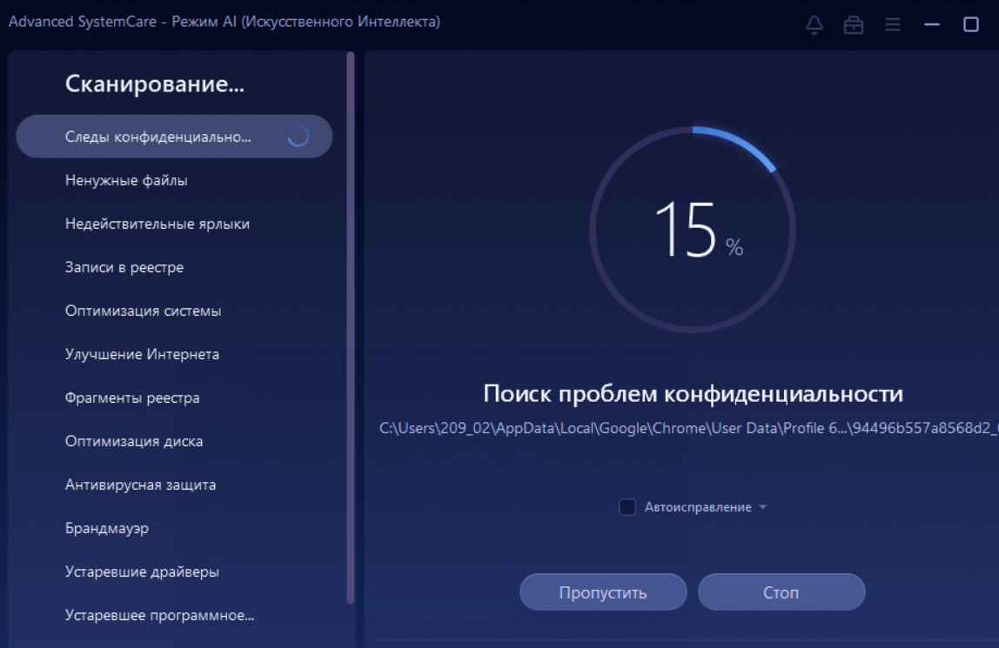 Advanced SystemCare - Режим AI (Искусственного Интеллекта)
Сканирование...
Следы конфиденциально...
Ненужные файлы
Недействительные ярлыки
Записи в реестре
Оптимизация системы
Улучшение Интернета
Фрагменты реестра
Оптимизация диска
Антивирусная защита
Брандмауэр
Устаревшие драйверы
Устаревшее программное...
15 %
Поиск проблем конфиденциальности
C:\Users\209_02\AppData\Local\Google\Chrome\User Data\Profile 6...\94496b557a8568d2_
Автоисправление
Пропустить
Стоп